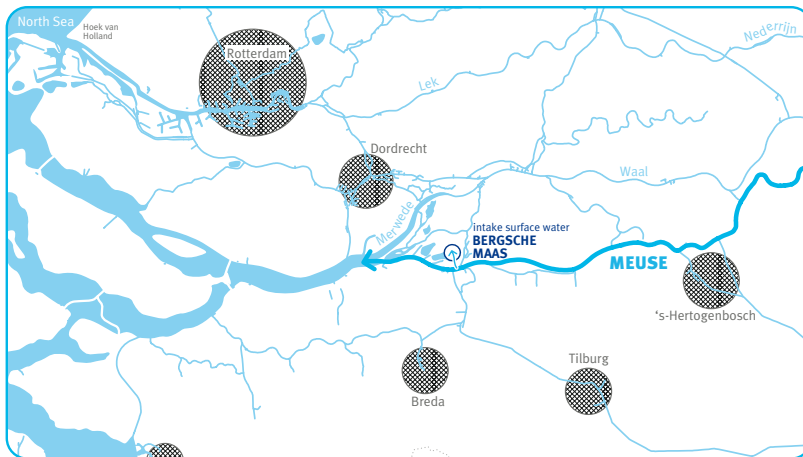 North Sea
Hoek van
Holland
Rotterdam
Nederrijn
Lek
Dordrecht
Waal
Merwede
intake surface water
BERGSCHE
MAAS
MEUSE
's-Hertogenbosch
Tilburg
Breda